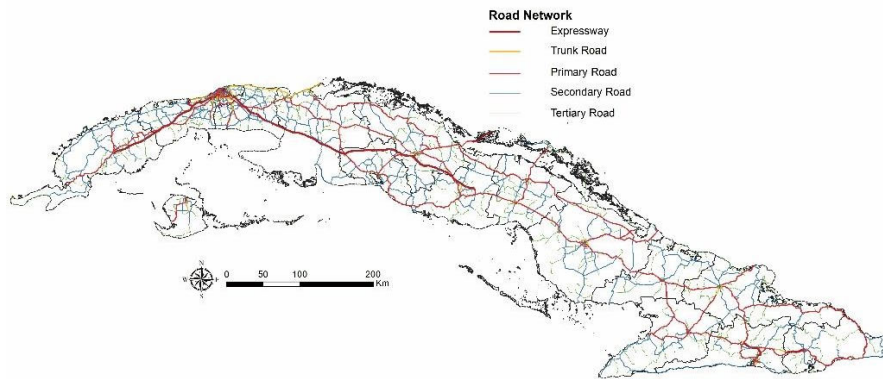 Road Network
Expressway
Trunk Road
Primary Road
Secondary Road
Tertiary Road
N
W
S
0 50 100 200
Km